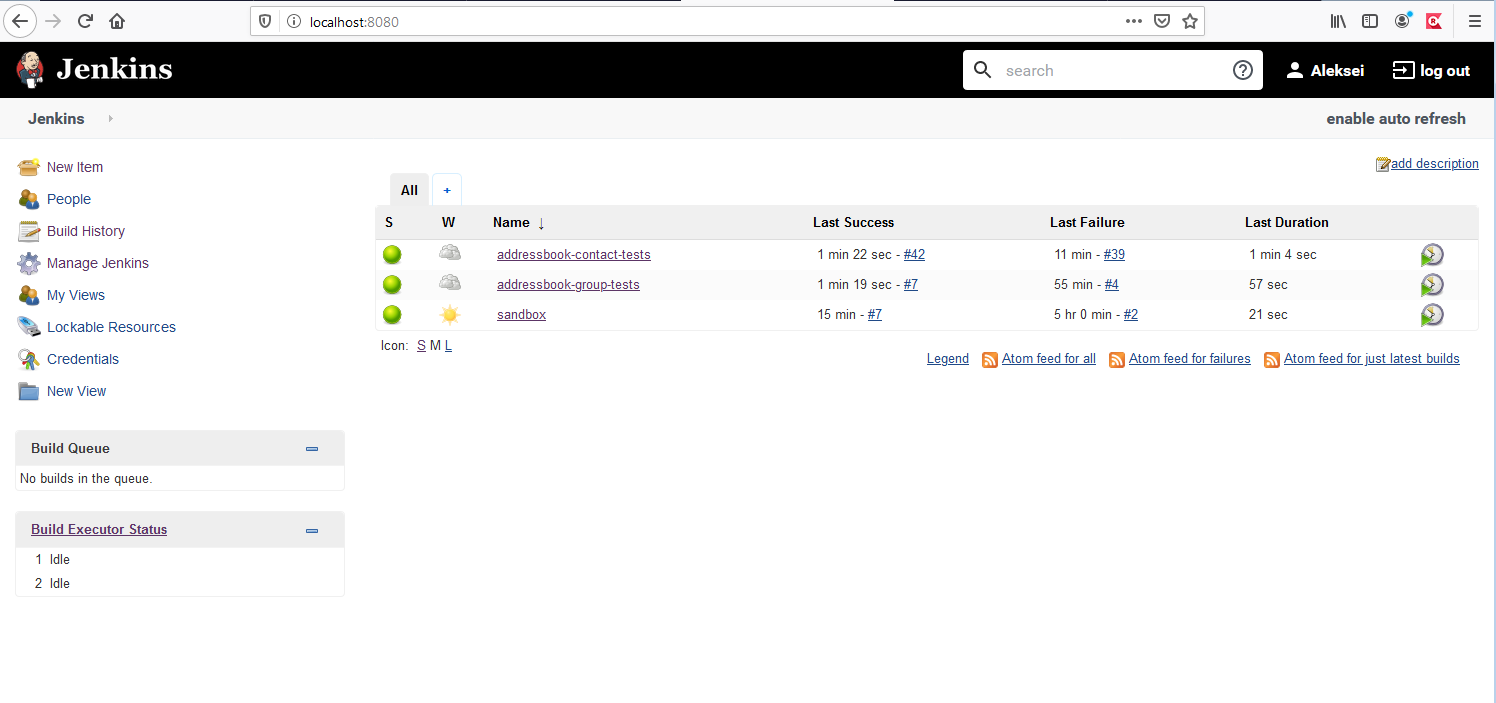 localhost:8080
Jenkins
search
Aleksei
log out
Jenkins
enable auto refresh
New Item
People
Build History
Manage Jenkins
My Views
Lockable Resources
Credentials
New View
add description
All +
S W Name ↓ Last Success Last Failure Last Duration
addressbook-contact-tests 1 min 22 sec - #42 11 min - #39 1 min 4 sec
addressbook-group-tests 1 min 19 sec - #7 55 min - #4 57 sec
sandbox 15 min - #7 5 hr 0 min - #2 21 sec
Icon: S M L
Legend Atom feed for all Atom feed for failures Atom feed for just latest builds
Build Queue
No builds in the queue.
Build Executor Status
1 Idle
2 Idle